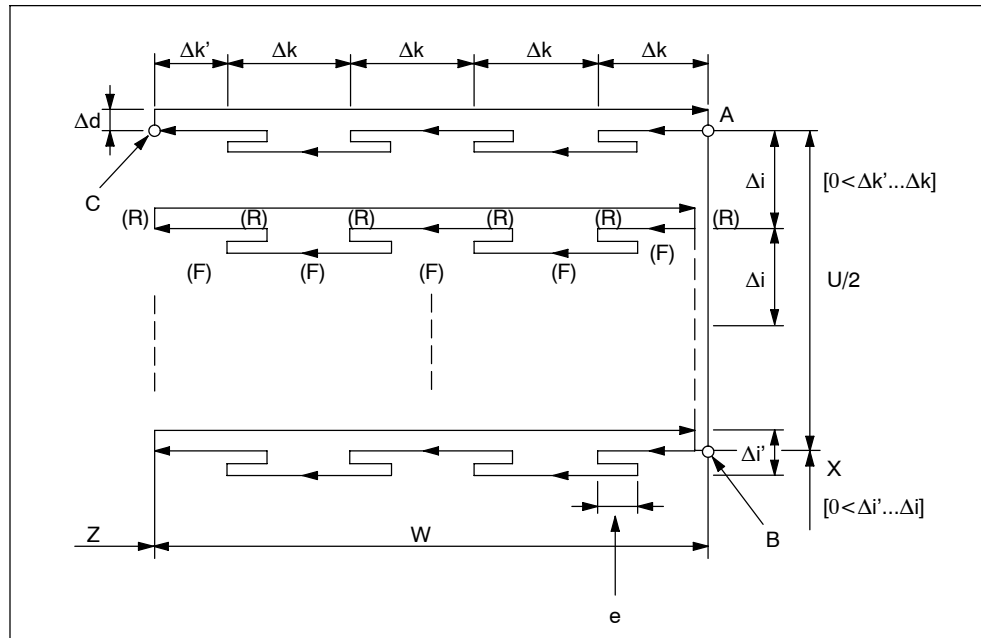 Δk’ Δk Δk Δk Δk
A
Δd
C
Δi [0<Δk’...Δk]
(R) (R) (R) (R) (R) (R)
(F) (F) (F) (F) (F)
Δi U/2
Δi’ X
[0<Δi’...Δi]
Z W B
e